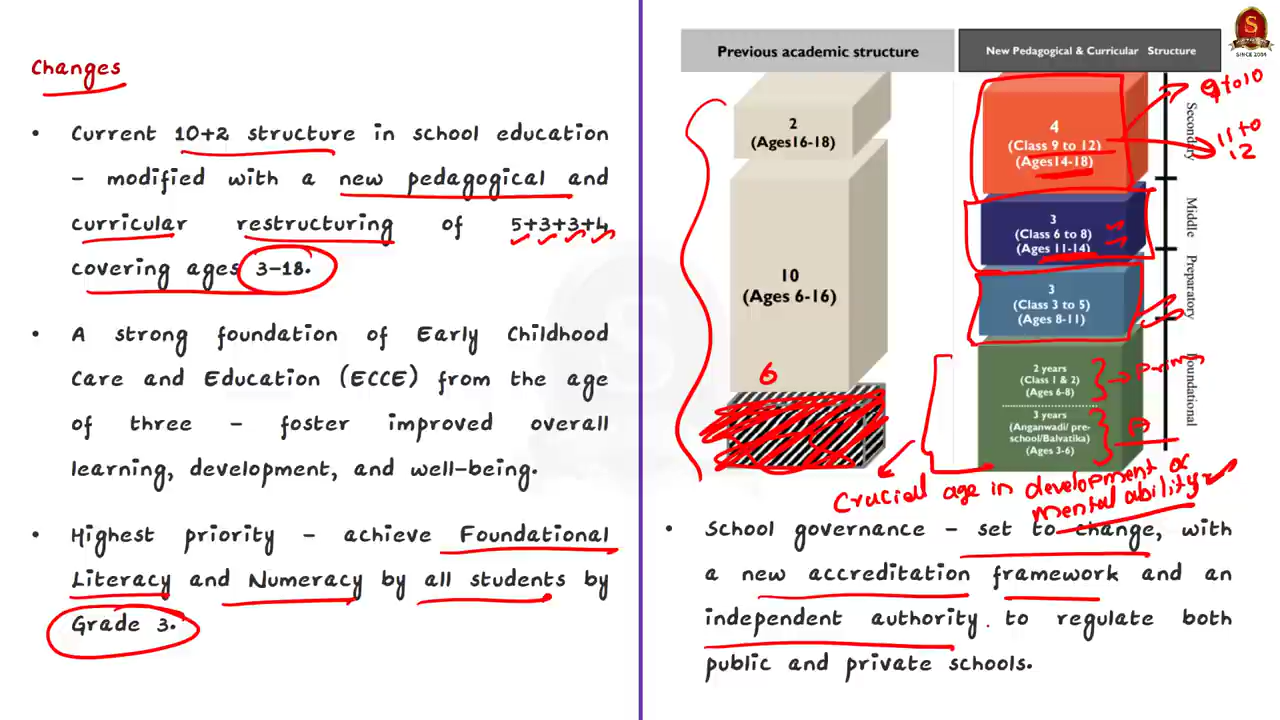 Changes
• Current 10+2 structure in school education
– modified with a new pedagogical and
curricular restructuring of 5+3+3+4
covering ages 3-18.
• A strong foundation of Early Childhood
Care and Education (ECCE) from the age
of three – foster improved overall
learning, development, and well-being.
• Highest priority – achieve Foundational
Literacy and Numeracy by all students by
Grade 3.
Previous academic structure
2
(Ages16-18)
10
(Ages 6-16)
6
New Pedagogical & Curricular Structure
4
(Class 9 to 12)
(Ages14-18)
3
(Class 6 to 8)
(Ages 11-14)
3
(Class 3 to 5)
(Ages 8-11)
2 years
(Class 1 & 2)
(Ages 6-8)
3 years
(Anganwadi/ pre-
school/Balvatika)
(Ages 3-6)
Secondary
Middle
Preparatory
Foundational
9 to 10
11 to
12
A
Crucial age in development of
mental ability
• School governance – set to change, with
a new accreditation framework and an
independent authority to regulate both
public and private schools.
S
SINCE 2004